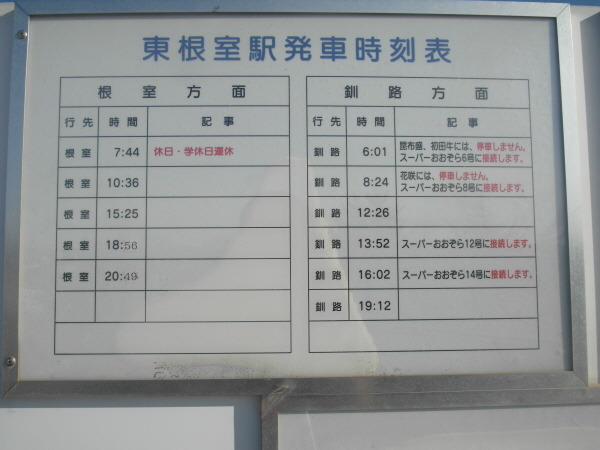 東根室駅発車時刻表
根室方面
行先 時間 記事
根室 7:44 休日・学休日運休
根室 10:36
根室 15:25
根室 18:56
根室 20:49
釧路方面
行先 時間 記事
釧路 6:01 昆布盛、初田牛には、停車しません。
スーパーおおぞら6号に接続します。
釧路 8:24 花咲には、停車しません。
スーパーおおぞら8号に接続します。
釧路 12:26
釧路 13:52 スーパーおおぞら12号に接続します。
釧路 16:02 スーパーおおぞら14号に接続します。
釧路 19:12